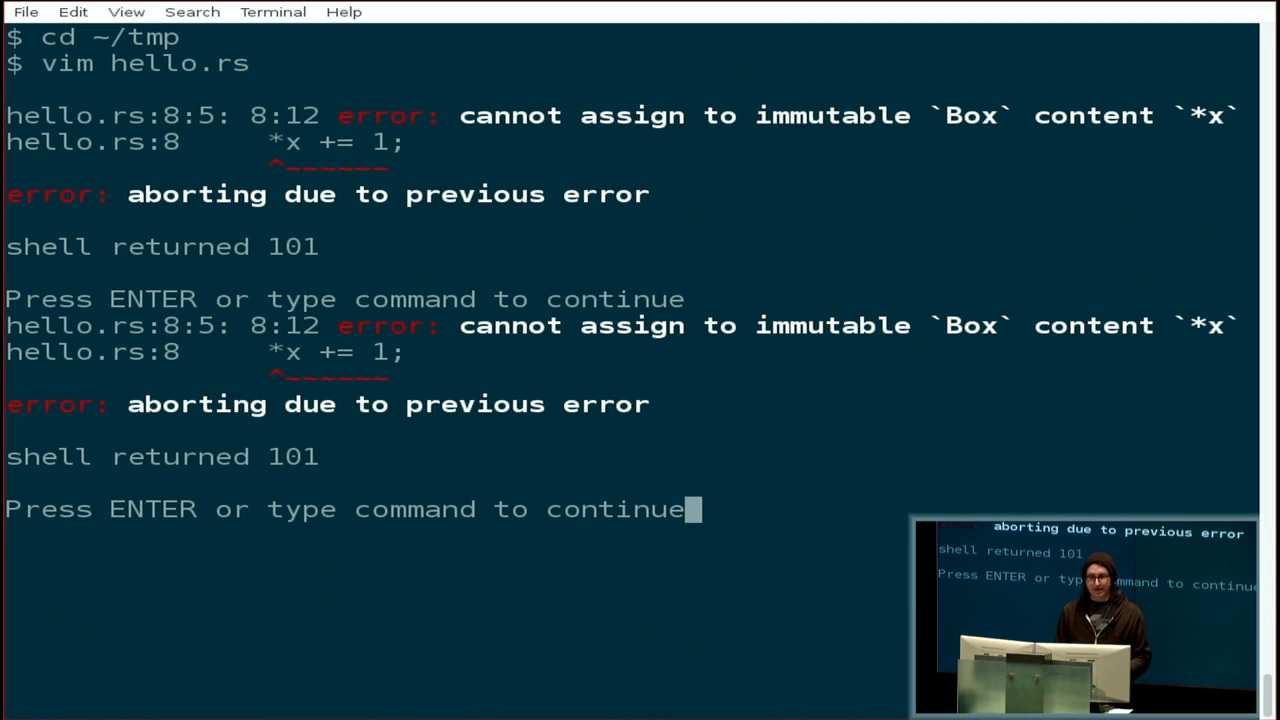 File Edit View Search Terminal Help
$ cd ~/tmp
$ vim hello.rs
hello.rs:8:5: 8:12 error: cannot assign to immutable `Box` content `*x`
hello.rs:8     *x += 1;
               ^~~~~~~
error: aborting due to previous error
shell returned 101
Press ENTER or type command to continue
hello.rs:8:5: 8:12 error: cannot assign to immutable `Box` content `*x`
hello.rs:8     *x += 1;
               ^~~~~~~
error: aborting due to previous error
shell returned 101
Press ENTER or type command to continue
aborting due to previous error
shell returned 101
Press ENTER or type command to continue